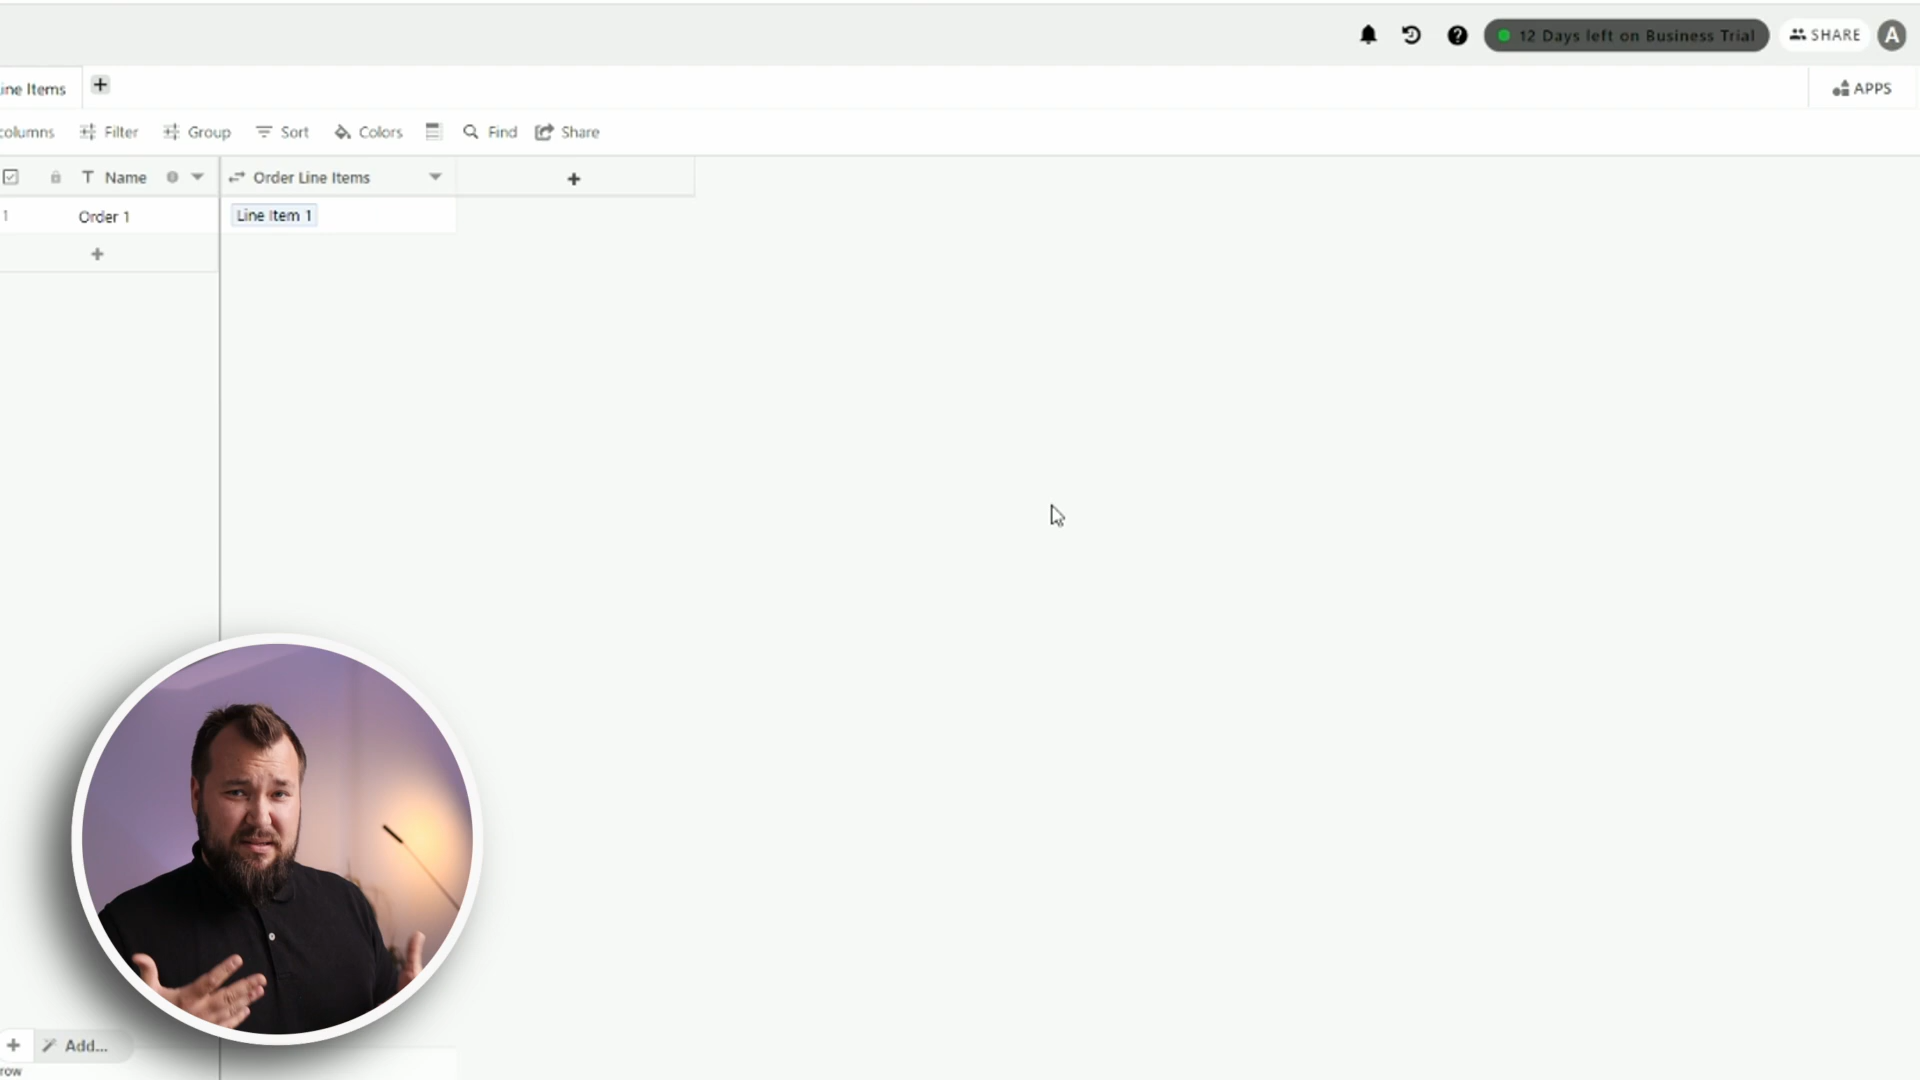 12 Days left on Business Trial
SHARE
A
ine Items
APPS
columns
Filter
Group
Sort
Colors
Find
Share
T Name
Order Line Items
1
Order 1
Line Item 1
Add...
row